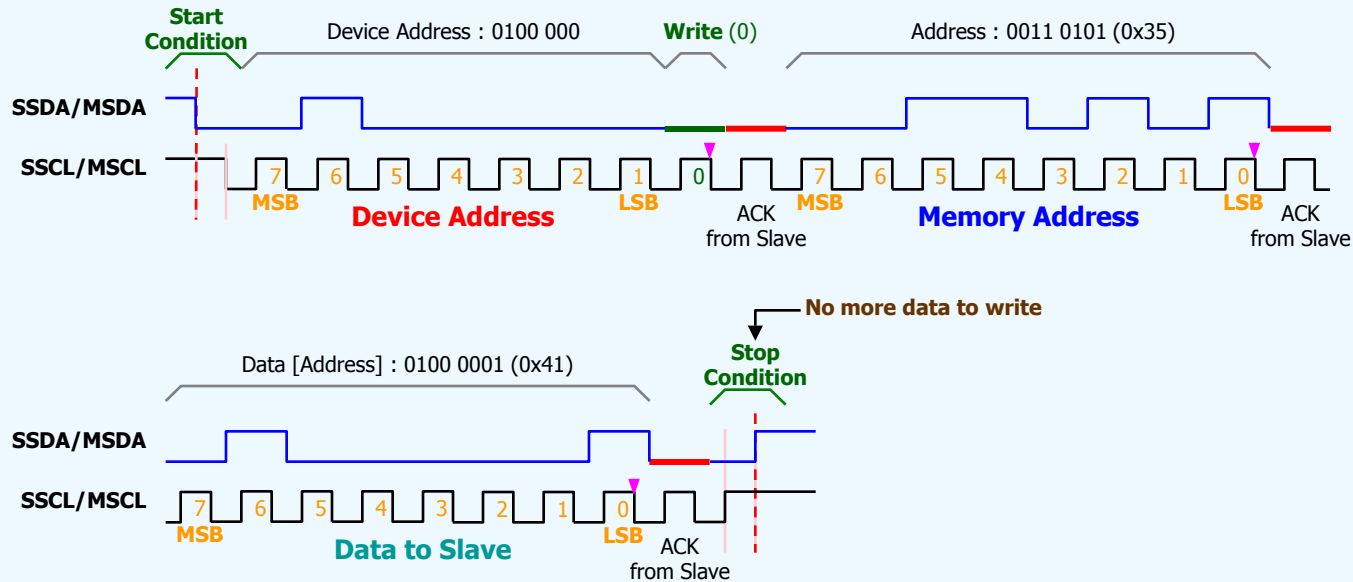 Start
Condition
Device Address : 0100 000
Write (0)
Address : 0011 0101 (0x35)
SSDA/MSDA
SSCL/MSCL
7 6 5 4 3 2 1 0 7 6 5 4 3 2 1 0
MSB LSB MSB LSB
Device Address
ACK
from Slave
Memory Address
ACK
from Slave
No more data to write
Data [Address] : 0100 0001 (0x41)
Stop
Condition
SSDA/MSDA
SSCL/MSCL
7 6 5 4 3 2 1 0
MSB LSB
Data to Slave
ACK
from Slave